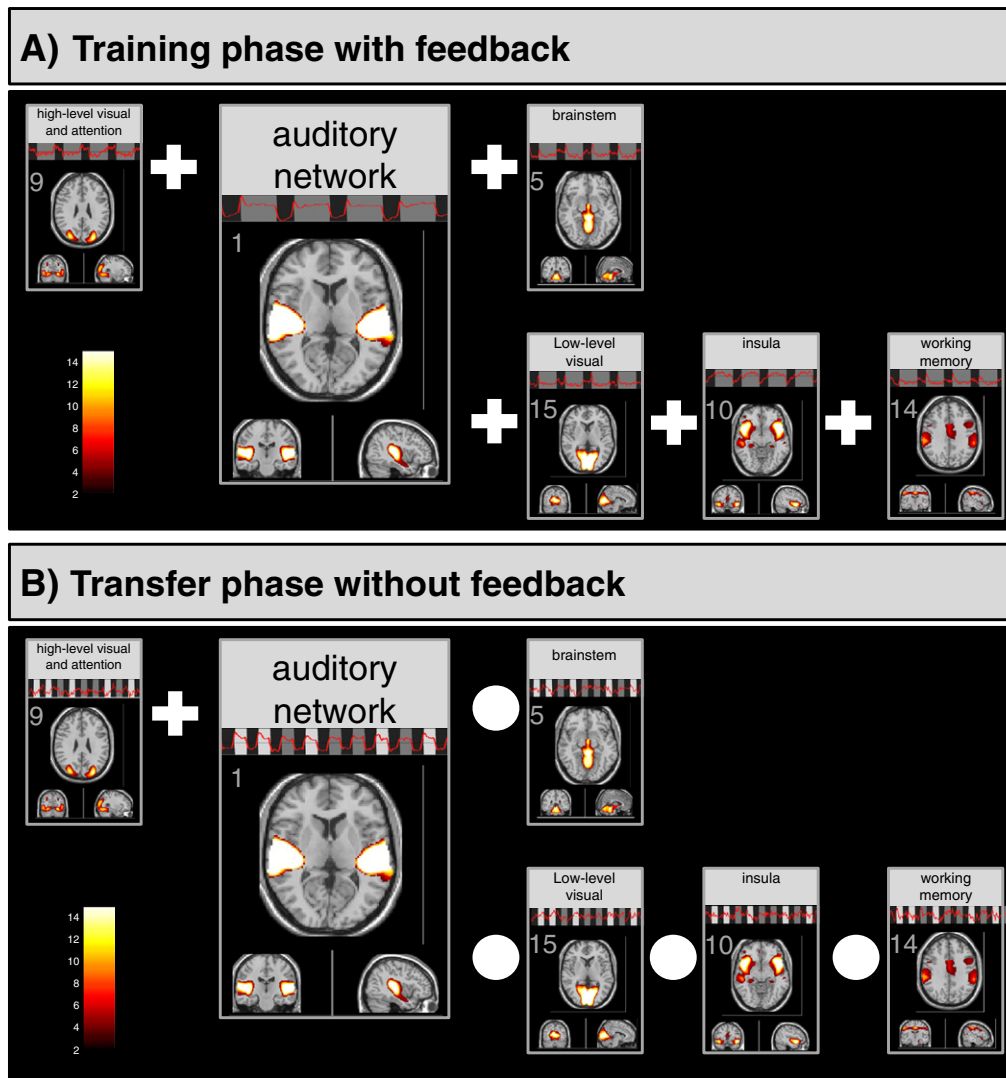 A) Training phase with feedback
high-level visual
and attention
9
auditory
network
1
brainstem
5
Low-level
visual
15
insula
10
working
memory
14
14
12
10
8
6
4
2
B) Transfer phase without feedback
high-level visual
and attention
9
auditory
network
1
brainstem
5
Low-level
visual
15
insula
10
working
memory
14
14
12
10
8
6
4
2